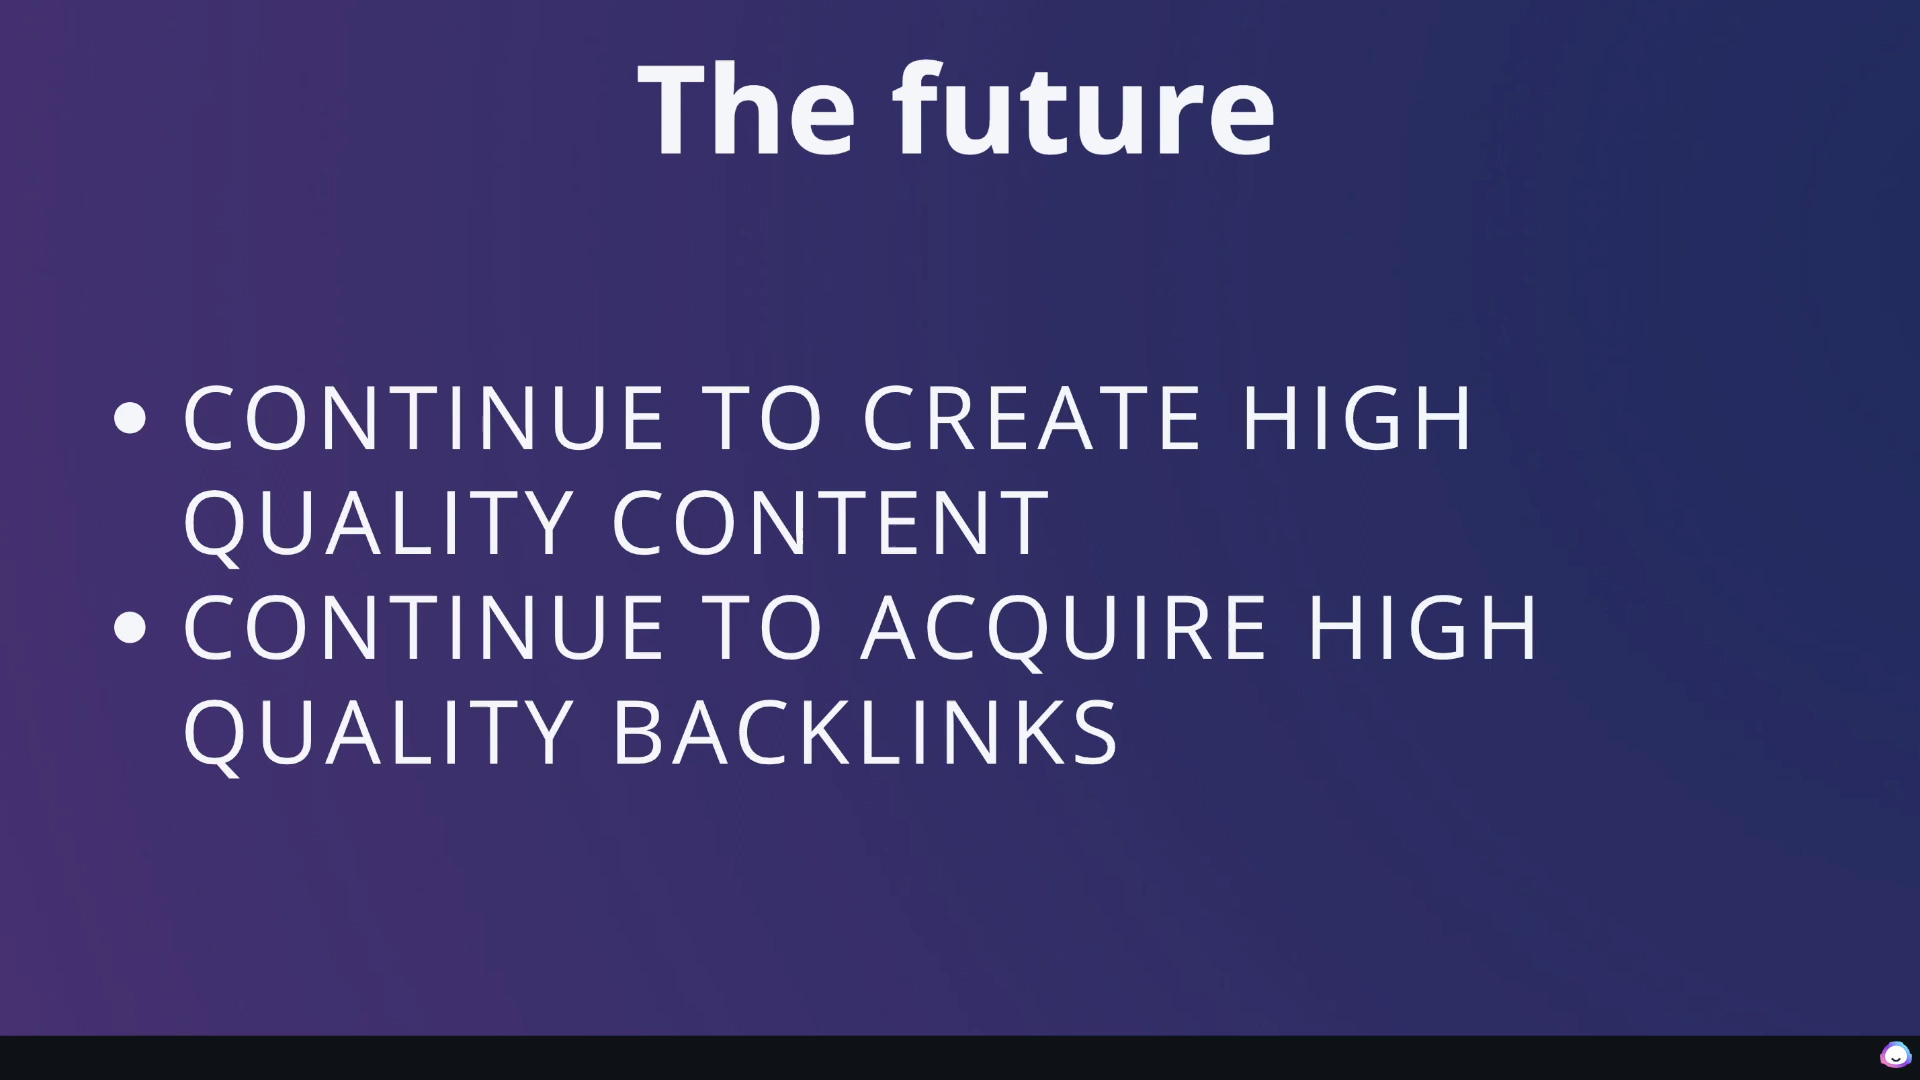 The future
• CONTINUE TO CREATE HIGH
QUALITY CONTENT
• CONTINUE TO ACQUIRE HIGH
QUALITY BACKLINKS